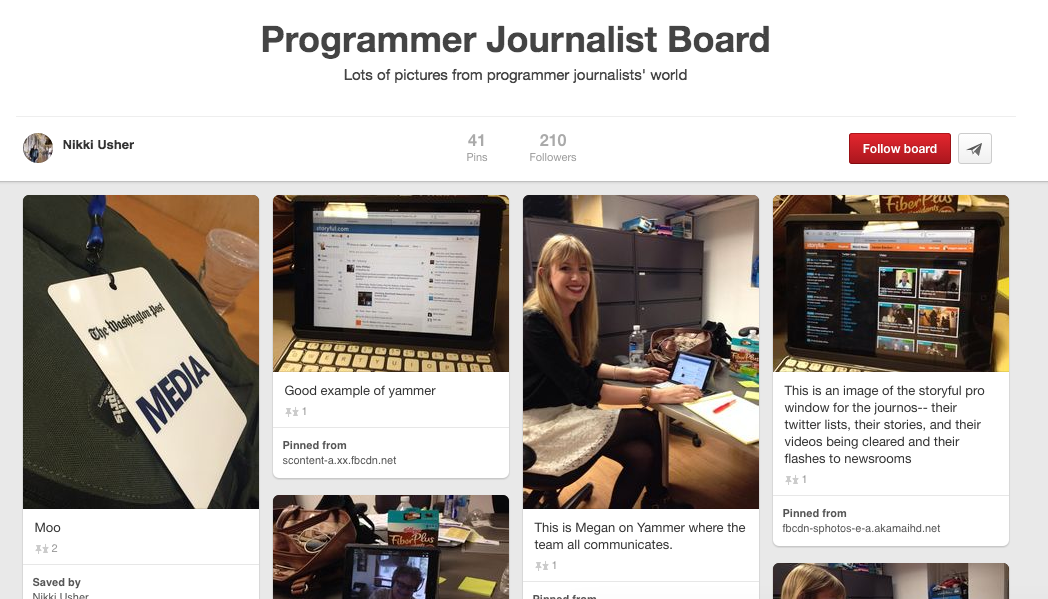 Programmer Journalist Board
Lots of pictures from programmer journalists' world
Nikki Usher
41
Pins
210
Followers
Follow board
The Washington Post
MEDIA
Moo
2
Saved by
Nikki Usher
storyful.com
Good example of yammer
1
Pinned from
scontent-a.xx.fbcdn.net
FiberPlus
FiberPlus
This is Megan on Yammer where the
team all communicates.
1
Pinned from
FiberPlus
storyful
This is an image of the storyful pro
window for the journos-- their
twitter lists, their stories, and their
videos being cleared and their
flashes to newsrooms
1
Pinned from
fbcdn-sphotos-e-a.akamaihd.net